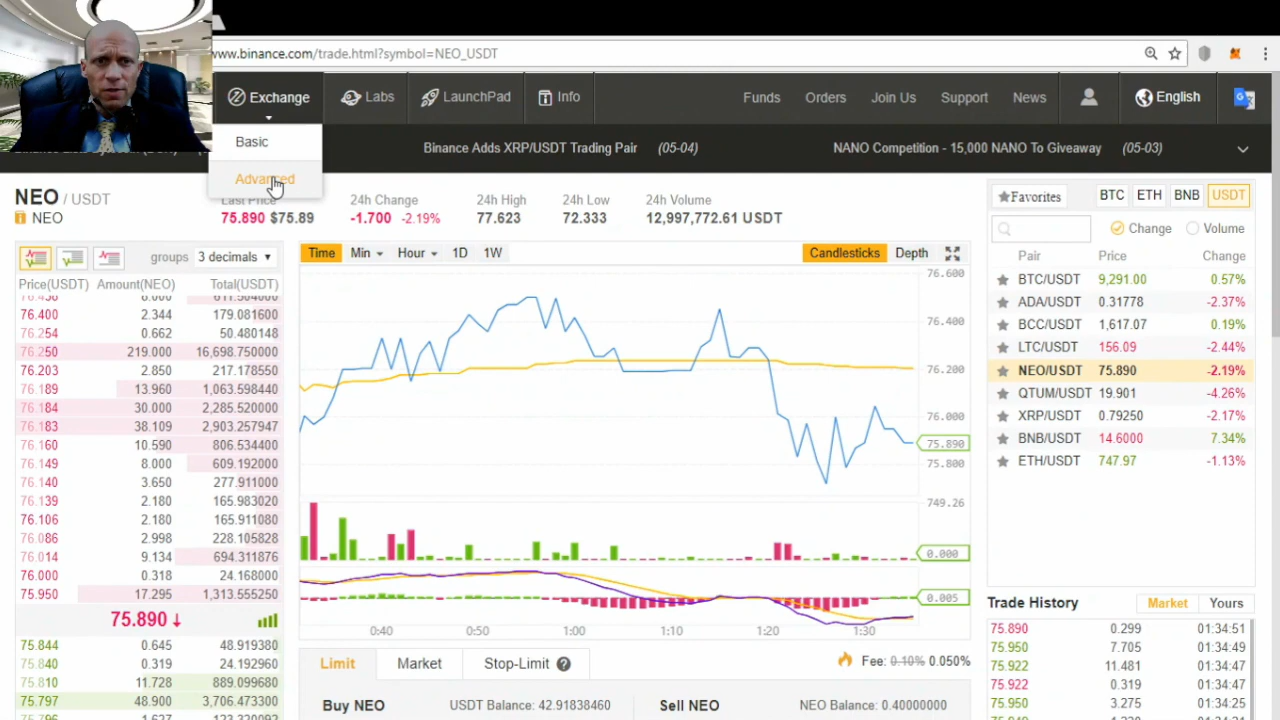 www.binance.com/trade.html?symbol=NEO_USDT
Exchange Labs LaunchPad Info Funds Orders Join Us Support News English
Basic
Advanced
Binance Adds XRP/USDT Trading Pair (05-04) NANO Competition - 15,000 NANO To Giveaway (05-03)
NEO / USDT
NEO
Last Price
75.890 $75.89
24h Change
-1.700 -2.19%
24h High
77.623
24h Low
72.333
24h Volume
12,997,772.61 USDT
groups 3 decimals
Price(USDT) Amount(NEO) Total(USDT)
76.400 2.344 179.081600
76.254 0.662 50.480148
76.250 219.000 16,698.750000
76.203 2.850 217.178550
76.189 13.960 1,063.598440
76.184 30.000 2,285.520000
76.183 38.109 2,903.257947
76.160 10.590 806.534400
76.149 8.000 609.192000
76.140 3.650 277.911000
76.139 2.180 165.983020
76.106 2.180 165.911080
76.086 2.998 228.105828
76.014 9.134 694.311876
76.000 0.318 24.168000
75.950 17.295 1,313.555250
75.890
75.844 0.645 48.919380
75.840 0.319 24.192960
75.810 11.728 889.099680
75.797 48.900 3,706.473300
Time Min Hour 1D 1W Candlesticks Depth
76.600
76.400
76.200
76.000
75.890
75.800
749.26
0.000
0.005
0:40 0:50 1:00 1:10 1:20 1:30
Limit Market Stop-Limit ? Fee: 0.10% 0.050%
Buy NEO USDT Balance: 42.91838460 Sell NEO NEO Balance: 0.40000000
Favorites BTC ETH BNB USDT
Change Volume
Pair Price Change
BTC/USDT 9,291.00 0.57%
ADA/USDT 0.31778 -2.37%
BCC/USDT 1,617.07 0.19%
LTC/USDT 156.09 -2.44%
NEO/USDT 75.890 -2.19%
QTUM/USDT 19.901 -4.26%
XRP/USDT 0.79250 -2.17%
BNB/USDT 14.6000 7.34%
ETH/USDT 747.97 -1.13%
Trade History Market Yours
75.890 0.299 01:34:51
75.950 7.705 01:34:49
75.922 11.481 01:34:47
75.922 0.319 01:34:47
75.950 3.275 01:34:25